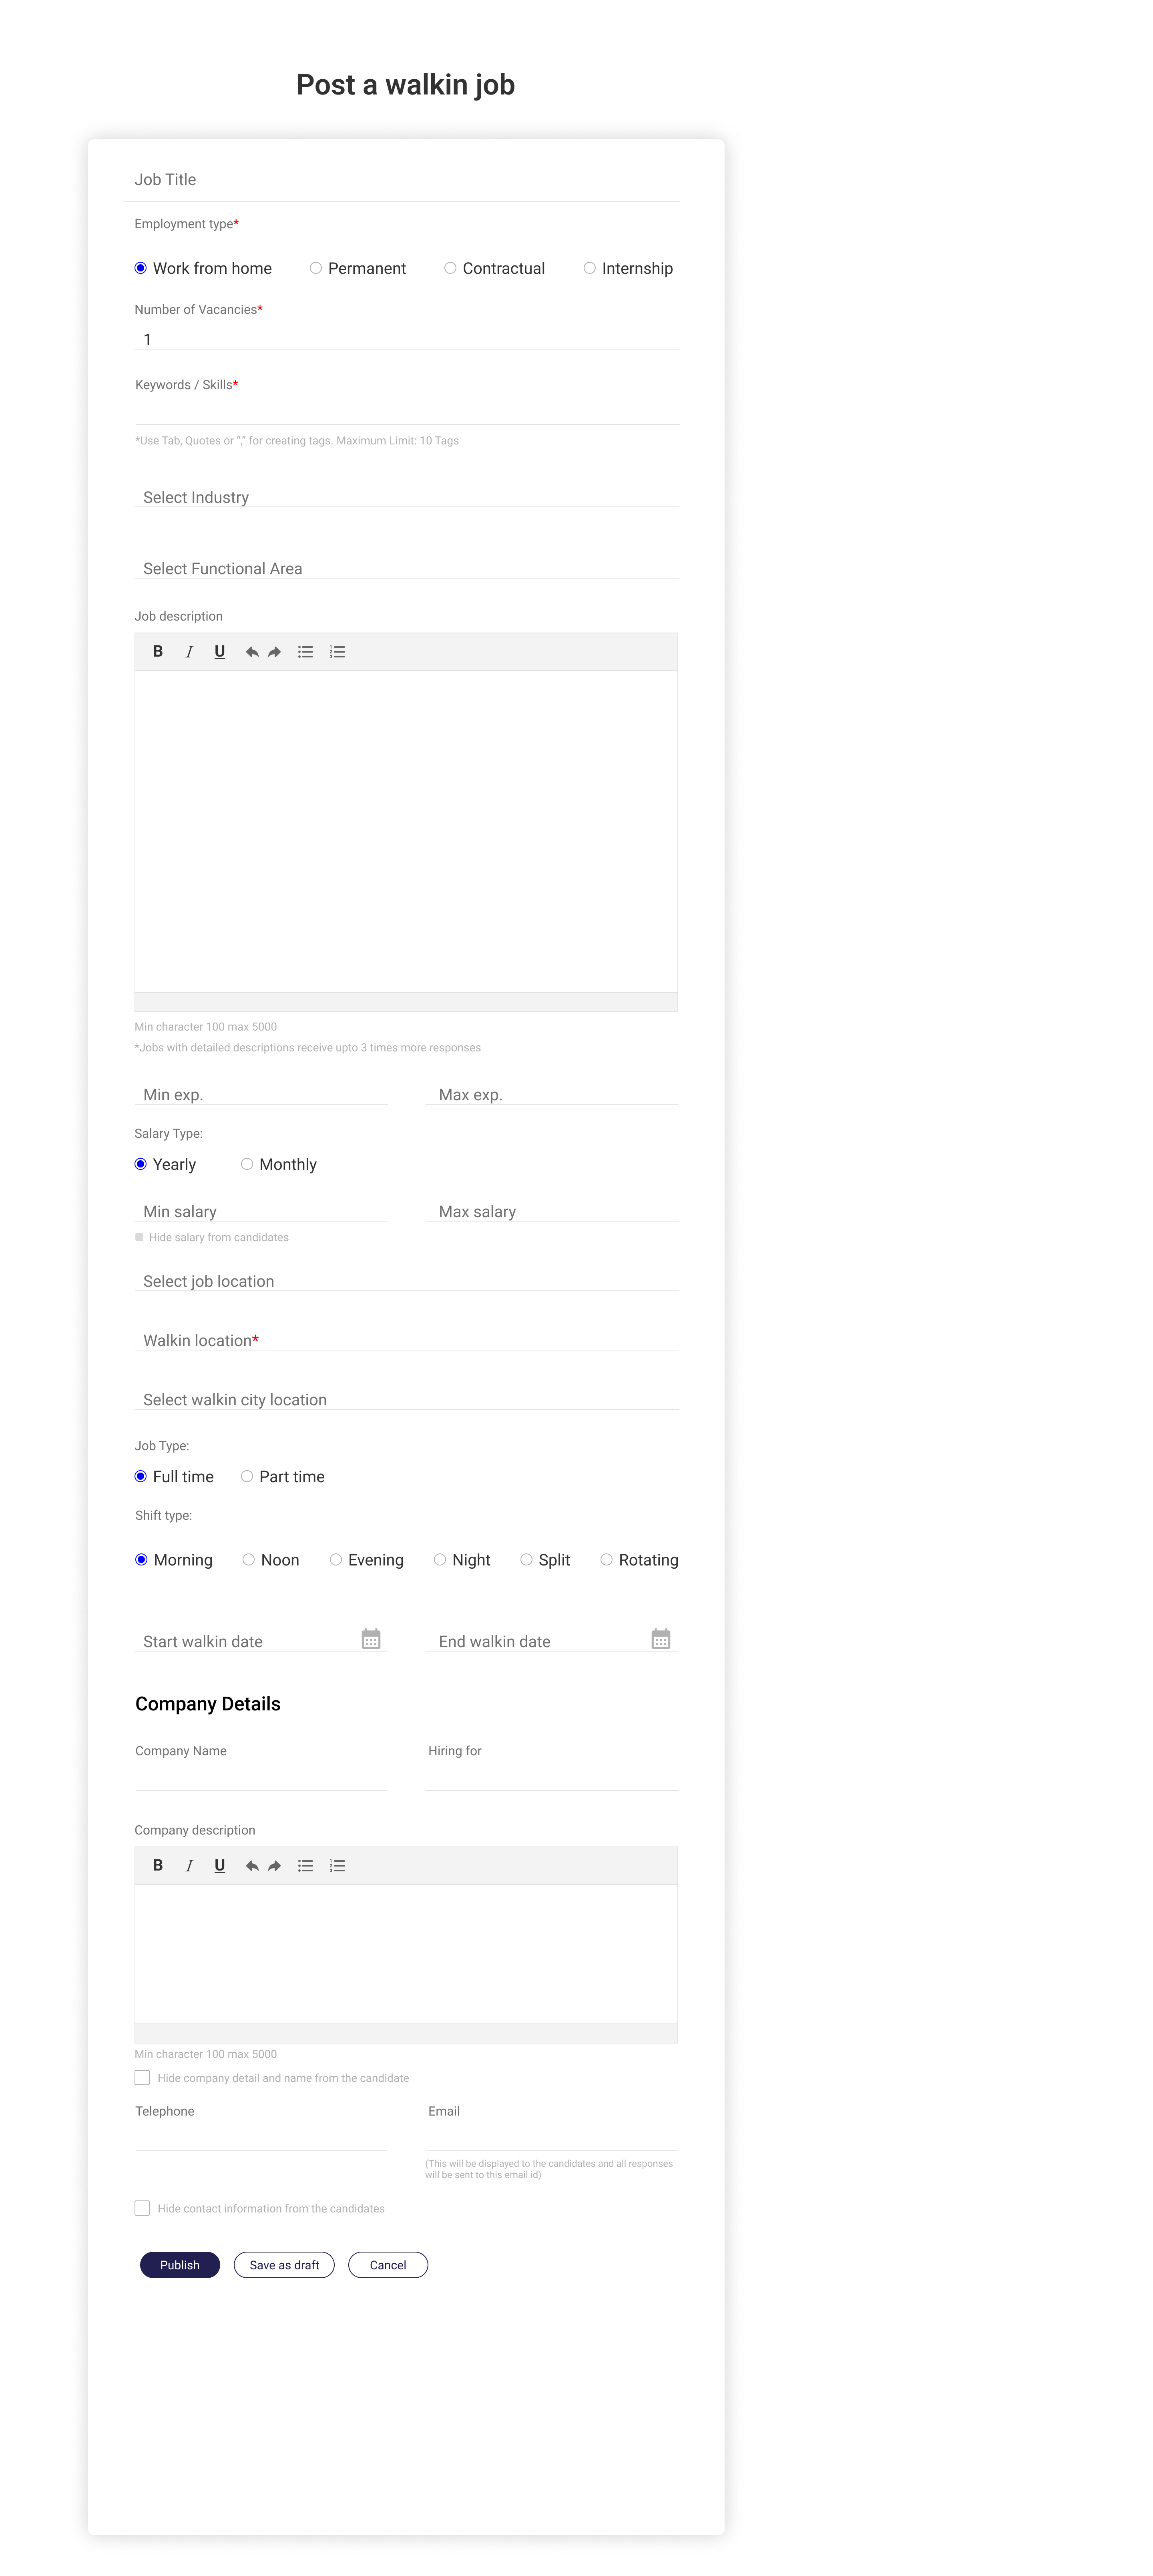 Post a walkin job
Job Title
Employment type*
Work from home Permanent Contractual Internship
Number of Vacancies*
1
Keywords / Skills*
*Use Tab, Quotes or "," for creating tags. Maximum Limit: 10 Tags
Select Industry
Select Functional Area
Job description
B I U
Min character 100 max 5000
*Jobs with detailed descriptions receive upto 3 times more responses
Min exp. Max exp.
Salary Type:
Yearly Monthly
Min salary Max salary
Hide salary from candidates
Select job location
Walkin location*
Select walkin city location
Job Type:
Full time Part time
Shift type:
Morning Noon Evening Night Split Rotating
Start walkin date End walkin date
Company Details
Company Name Hiring for
Company description
B I U
Min character 100 max 5000
Hide company detail and name from the candidate
Telephone Email
(This will be displayed to the candidates and all responses
will be sent to this email id)
Hide contact information from the candidates
Publish Save as draft Cancel